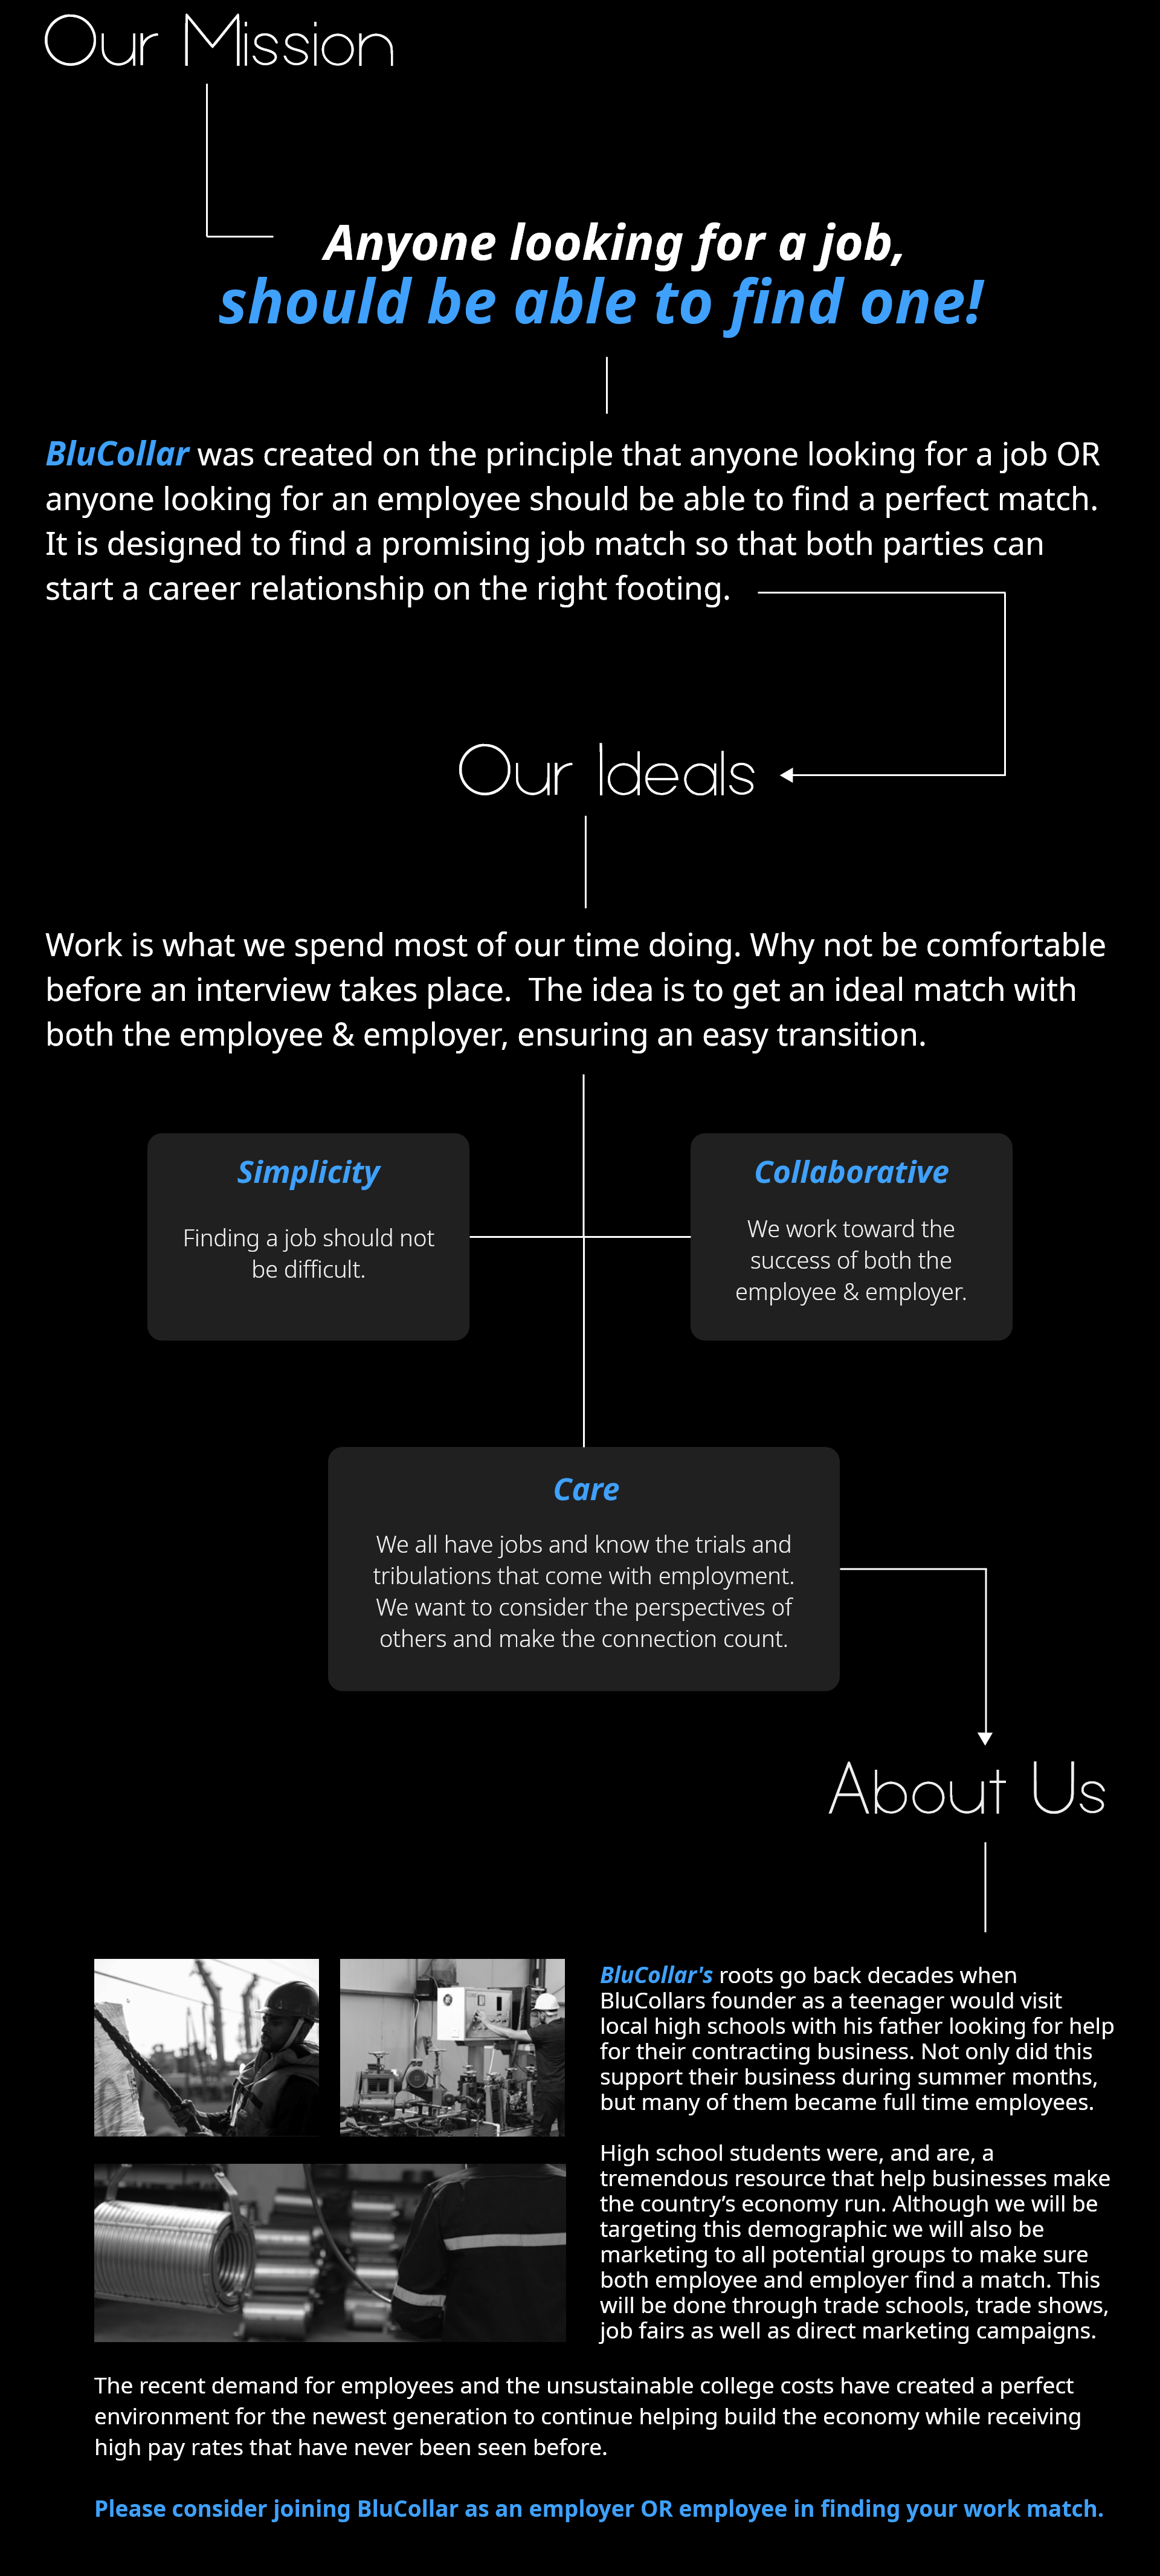 Our Mission
Anyone looking for a job,
should be able to find one!
BluCollar was created on the principle that anyone looking for a job OR
anyone looking for an employee should be able to find a perfect match.
It is designed to find a promising job match so that both parties can
start a career relationship on the right footing.
Our Ideals
Work is what we spend most of our time doing. Why not be comfortable
before an interview takes place.  The idea is to get an ideal match with
both the employee & employer, ensuring an easy transition.
Simplicity
Finding a job should not
be difficult.
Collaborative
We work toward the
success of both the
employee & employer.
Care
We all have jobs and know the trials and
tribulations that come with employment.
We want to consider the perspectives of
others and make the connection count.
About Us
BluCollar's roots go back decades when
BluCollars founder as a teenager would visit
local high schools with his father looking for help
for their contracting business. Not only did this
support their business during summer months,
but many of them became full time employees.
High school students were, and are, a
tremendous resource that help businesses make
the country’s economy run. Although we will be
targeting this demographic we will also be
marketing to all potential groups to make sure
both employee and employer find a match. This
will be done through trade schools, trade shows,
job fairs as well as direct marketing campaigns.
The recent demand for employees and the unsustainable college costs have created a perfect
environment for the newest generation to continue helping build the economy while receiving
high pay rates that have never been seen before.
Please consider joining BluCollar as an employer OR employee in finding your work match.